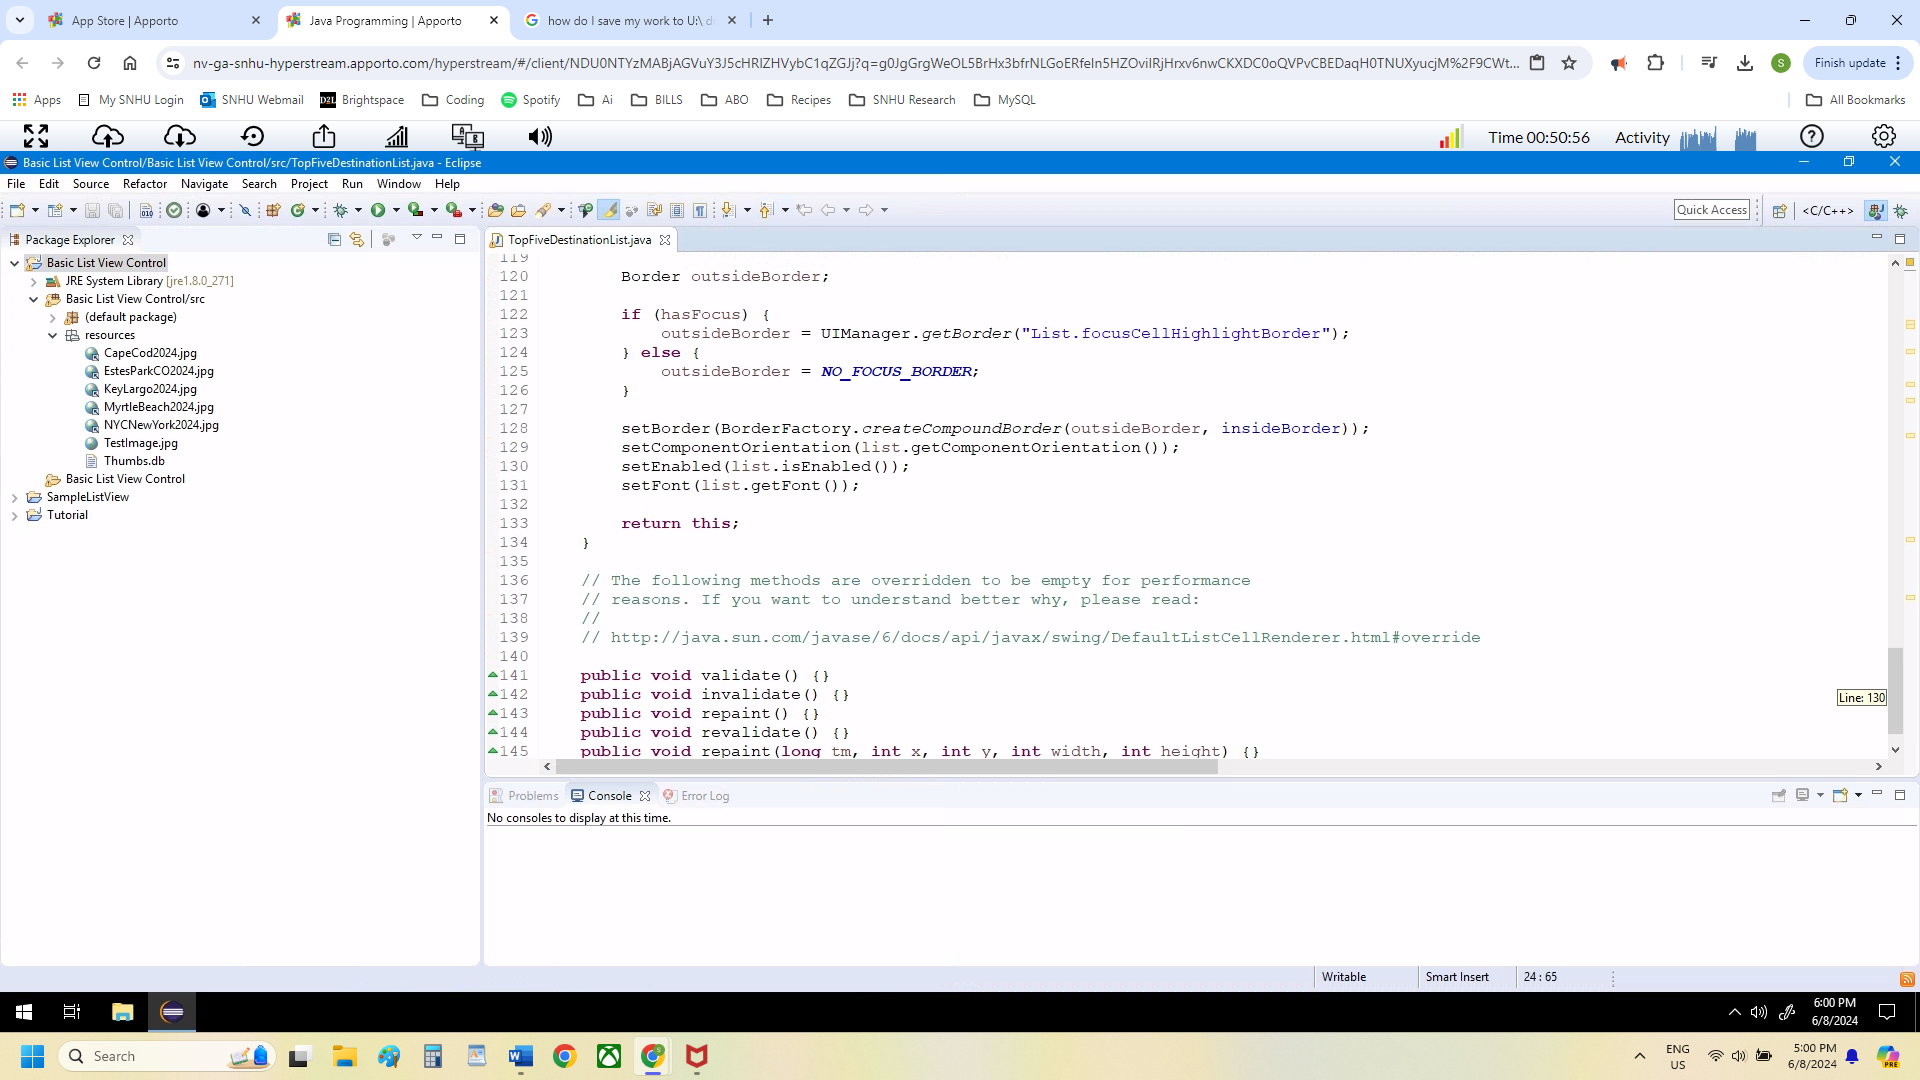 App Store | Apporto
Java Programming | Apporto
how do I save my work to U:\ d
nv-ga-snhu-hyperstream.apporto.com/hyperstream/#/client/
Finish update
Apps
My SNHU Login
SNHU Webmail
Brightspace
Coding
Spotify
Ai
BILLS
ABO
Recipes
SNHU Research
MySQL
All Bookmarks
Time 00:50:56
Activity
Basic List View Control/Basic List View Control/src/TopFiveDestinationList.java - Eclipse
File Edit Source Refactor Navigate Search Project Run Window Help
Quick Access
<C/C++>
Package Explorer
Basic List View Control
JRE System Library [jre1.8.0_271]
Basic List View Control/src
(default package)
resources
CapeCod2024.jpg
EstesParkCO2024.jpg
KeyLargo2024.jpg
MyrtleBeach2024.jpg
NYCNewYork2024.jpg
TestImage.jpg
Thumbs.db
Basic List View Control
SampleListView
Tutorial
TopFiveDestinationList.java
119
120 Border outsideBorder;
121
122 if (hasFocus) {
123 outsideBorder = UIManager.getBorder("List.focusCellHighlightBorder");
124 } else {
125 outsideBorder = NO_FOCUS_BORDER;
126 }
127
128 setBorder(BorderFactory.createCompoundBorder(outsideBorder, insideBorder));
129 setComponentOrientation(list.getComponentOrientation());
130 setEnabled(list.isEnabled());
131 setFont(list.getFont());
132
133 return this;
134 }
135
136 // The following methods are overridden to be empty for performance
137 // reasons. If you want to understand better why, please read:
138 //
139 // http://java.sun.com/javase/6/docs/api/javax/swing/DefaultListCellRenderer.html#override
140
141 public void validate() {}
142 public void invalidate() {}
143 public void repaint() {}
144 public void revalidate() {}
145 public void repaint(long tm, int x, int y, int width, int height) {}
Line: 130
Problems
Console
Error Log
No consoles to display at this time.
Writable
Smart Insert
24 : 65
6:00 PM
6/8/2024
Search
ENG
US
5:00 PM
6/8/2024